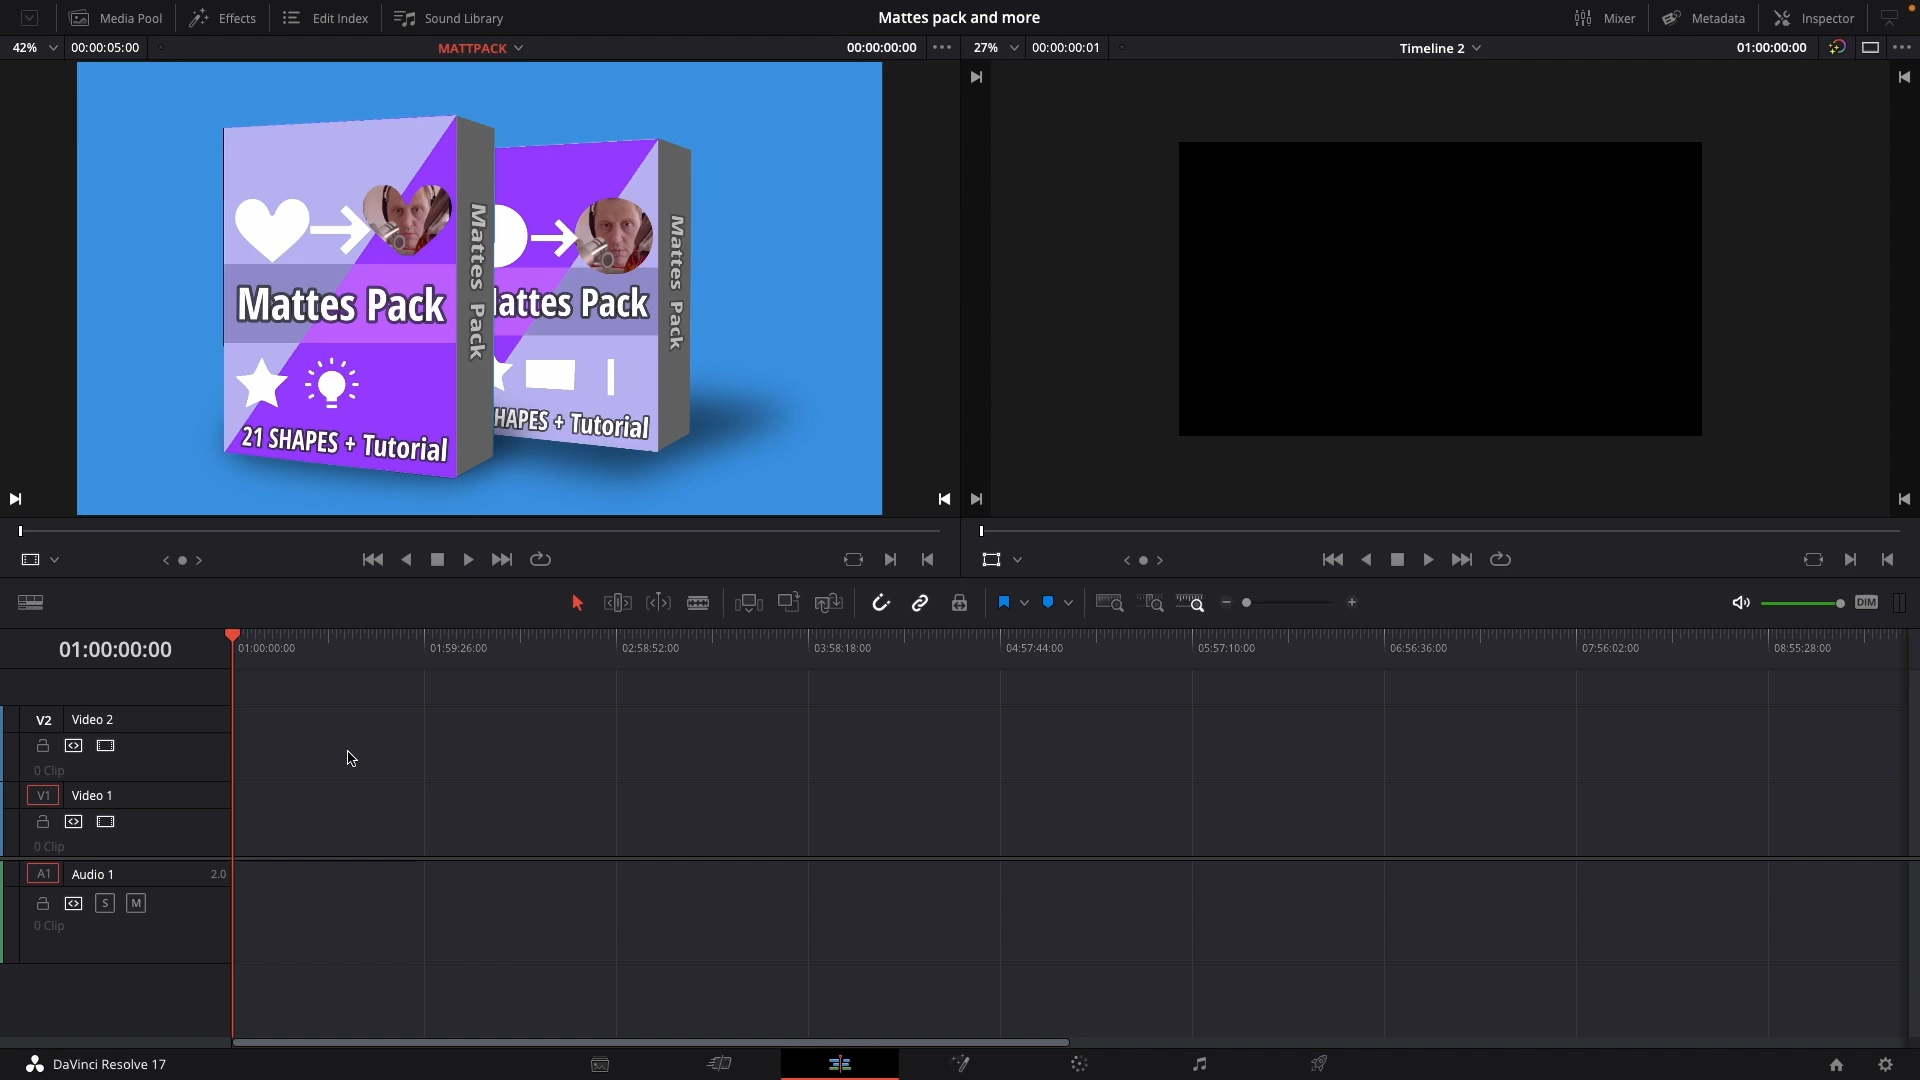 Media Pool
Effects
Edit Index
Sound Library
Mattes pack and more
Mixer
Metadata
Inspector
42%
00:00:05:00
MATTPACK
00:00:00:00
27%
00:00:00:01
Timeline 2
01:00:00:00
Mattes Pack
21 SHAPES + Tutorial
Mattes Pack
attes Pack
HAPES + Tutorial
Mattes Pack
DIM
01:00:00:00
01:00:00:00
01:59:26:00
02:58:52:00
03:58:18:00
04:57:44:00
05:57:10:00
06:56:36:00
07:56:02:00
08:55:28:00
V2
Video 2
0 Clip
V1
Video 1
0 Clip
A1
Audio 1
2.0
S
M
0 Clip
DaVinci Resolve 17